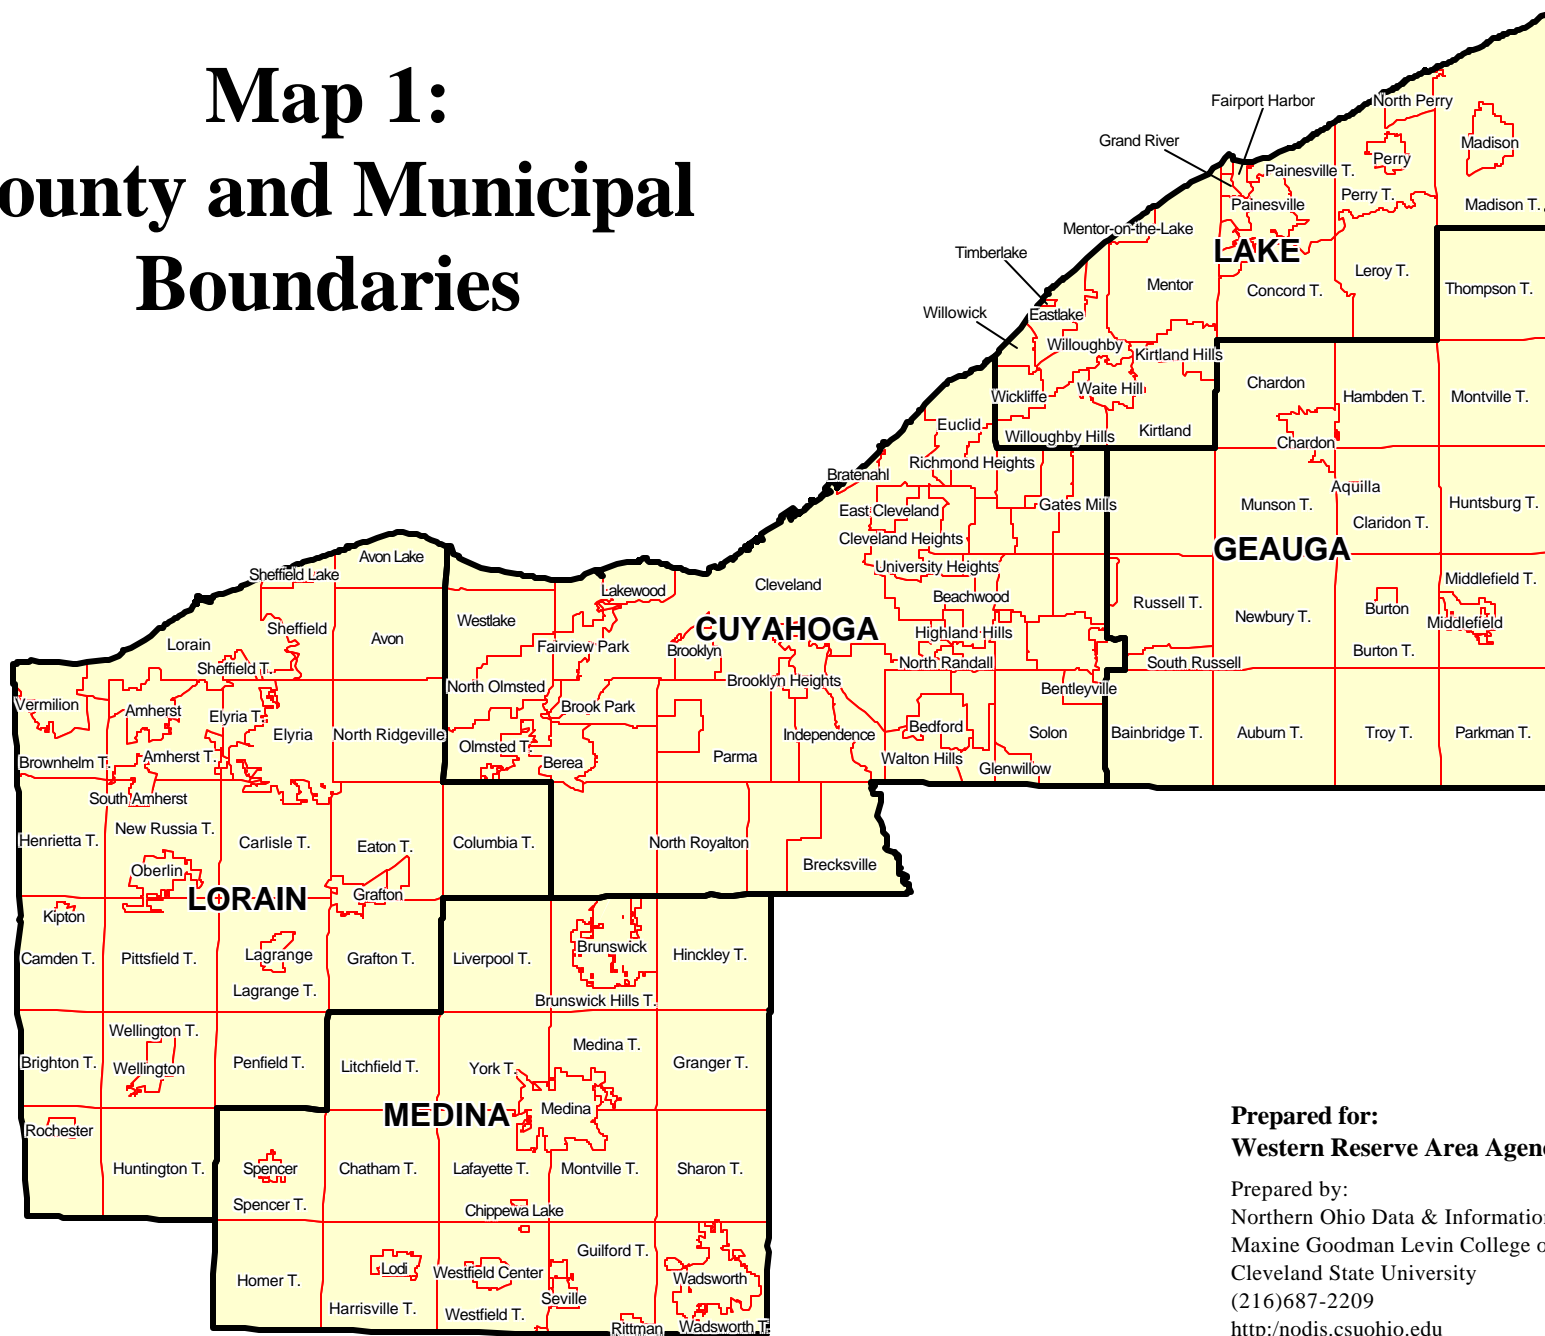 Map 1:
ounty and Municipal
Boundaries
Fairport Harbor
North Perry
Grand River
Madison
Perry
Painesville T.
Perry T.
Painesville
Madison T.
Mentor-on-the-Lake
LAKE
Timberlake
Leroy T.
Mentor
Concord T.
Thompson T.
Willowick
Eastlake
Willoughby
Kirtland Hills
Chardon
Waite Hill
Wickliffe
Hambden T.
Montville T.
Euclid
Willoughby Hills
Kirtland
Chardon
Richmond Heights
Bratenahl
Aquilla
Gates Mills
Munson T.
Huntsburg T.
East Cleveland
Claridon T.
Cleveland Heights
GEAUGA
Avon Lake
Sheffield Lake
University Heights
Middlefield T.
Lakewood
Cleveland
Beachwood
Russell T.
Burton
Newbury T.
Westlake
Sheffield
CUYAHOGA
Highland Hills
Middlefield
Lorain
Avon
Fairview Park
Brooklyn
Burton T.
Sheffield T.
North Randall
South Russell
North Olmsted
Brooklyn Heights
Bentleyville
Vermilion
Amherst
Elyria T.
Brook Park
Bedford
Elyria
North Ridgeville
Independence
Solon
Bainbridge T.
Auburn T.
Troy T.
Parkman T.
Olmsted T.
Amherst T.
Parma
Walton Hills
Brownhelm T.
Berea
Glenwillow
South Amherst
New Russia T.
Henrietta T.
Carlisle T.
Eaton T.
Columbia T.
North Royalton
Brecksville
Oberlin
LORAIN
Grafton
Kipton
Brunswick
Camden T.
Pittsfield T.
Lagrange
Grafton T.
Liverpool T.
Hinckley T.
Lagrange T.
Brunswick Hills T.
Wellington T.
Medina T.
Brighton T.
Wellington
Penfield T.
Litchfield T.
York T.
Granger T.
MEDINA
Medina
Rochester
Huntington T.
Spencer
Chatham T.
Lafayette T.
Montville T.
Sharon T.
Spencer T.
Chippewa Lake
Guilford T.
Homer T.
Lodi
Westfield Center
Wadsworth
Seville
Harrisville T.
Westfield T.
Rittman
Wadsworth T.
Prepared for:
Western Reserve Area Agen
Prepared by:
Northern Ohio Data & Information
Maxine Goodman Levin College o
Cleveland State University
(216)687-2209
http:/nodis.csuohio.edu